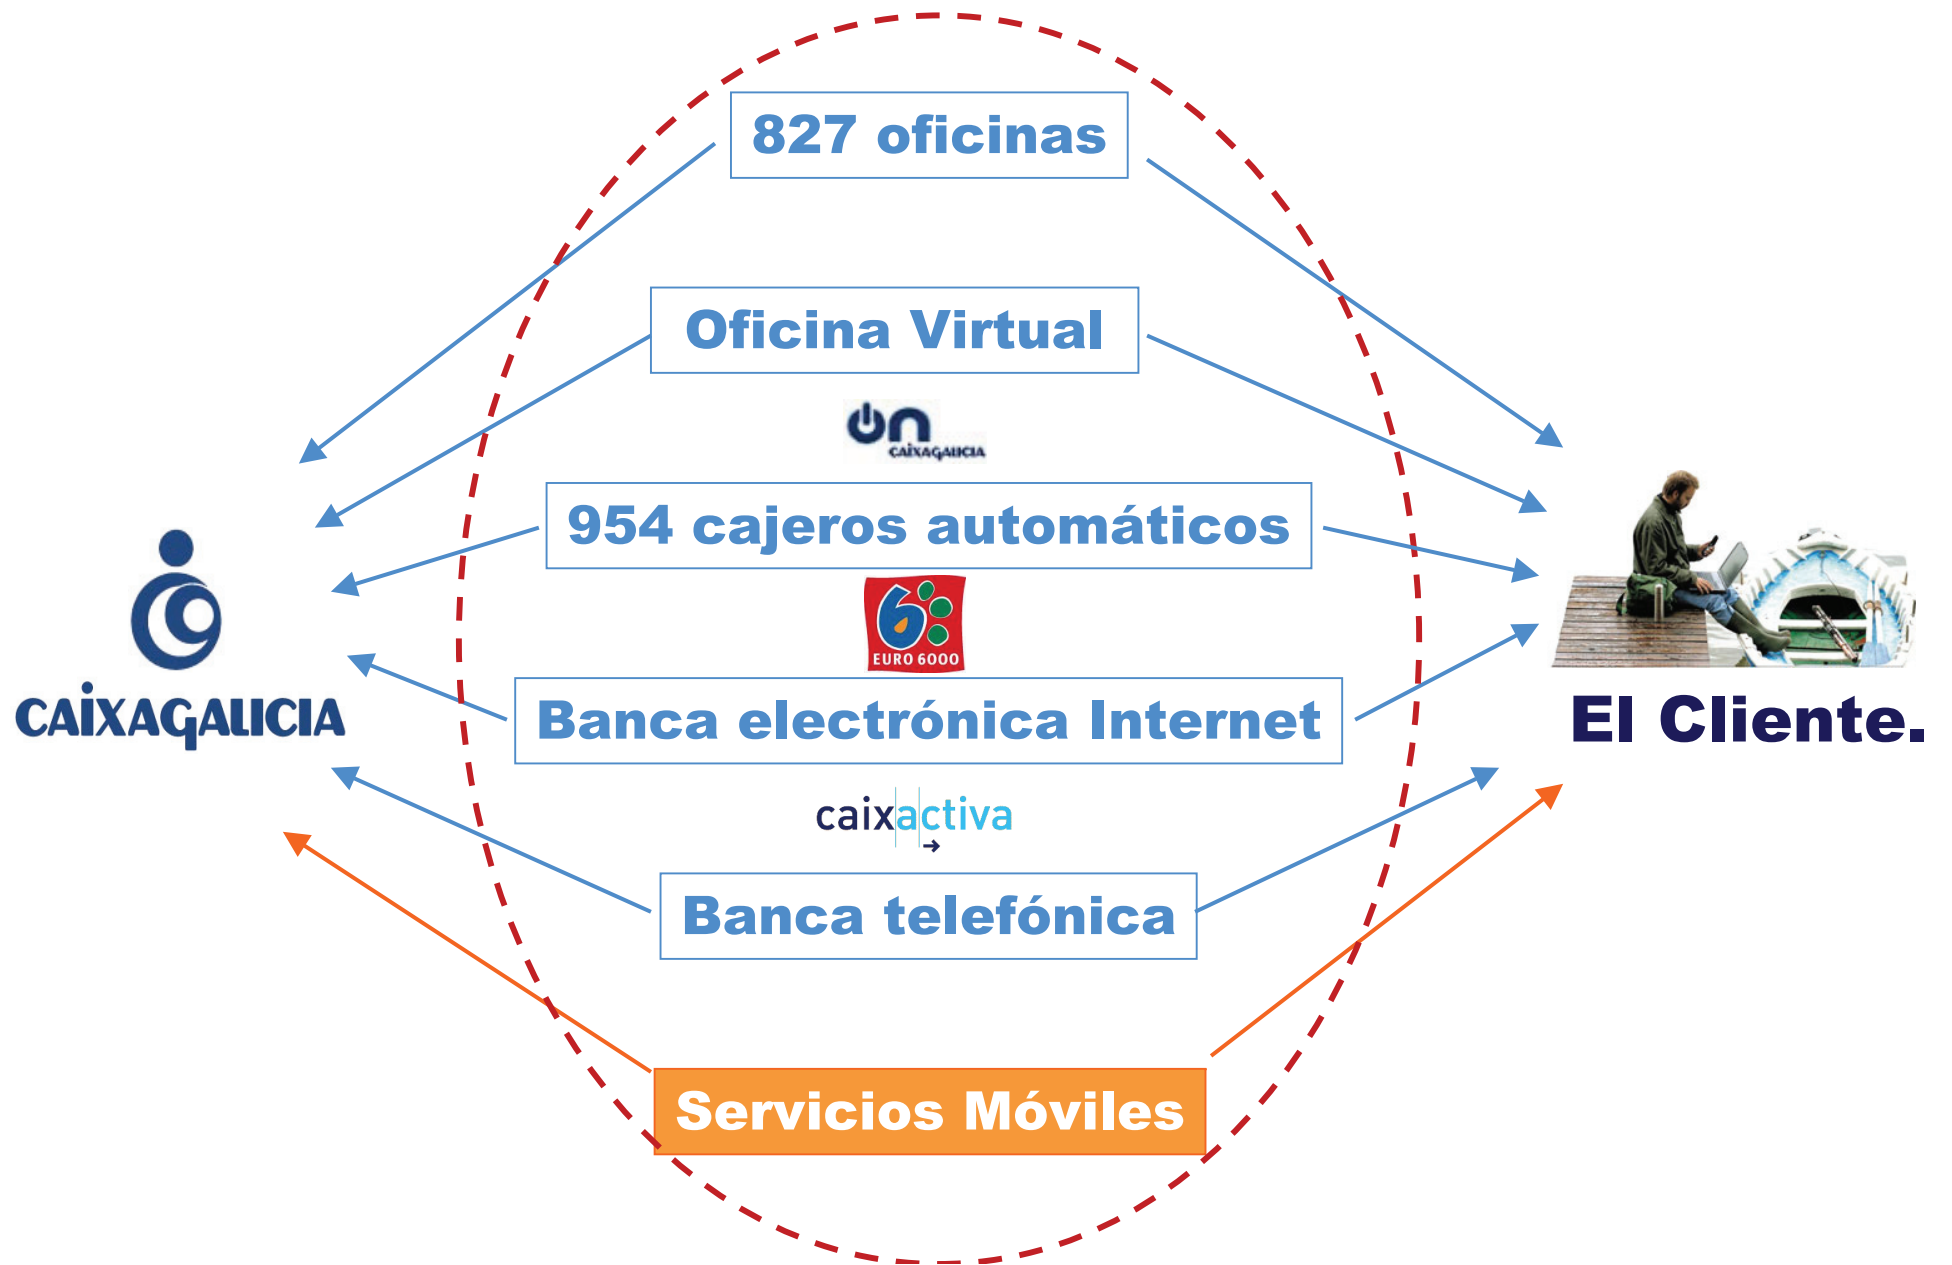 827 oficinas
Oficina Virtual
on
CAIXAGALICIA
954 cajeros automáticos
6
EURO 6000
CAIXAGALICIA
Banca electrónica Internet
El Cliente.
caixactiva
Banca telefónica
Servicios Móviles